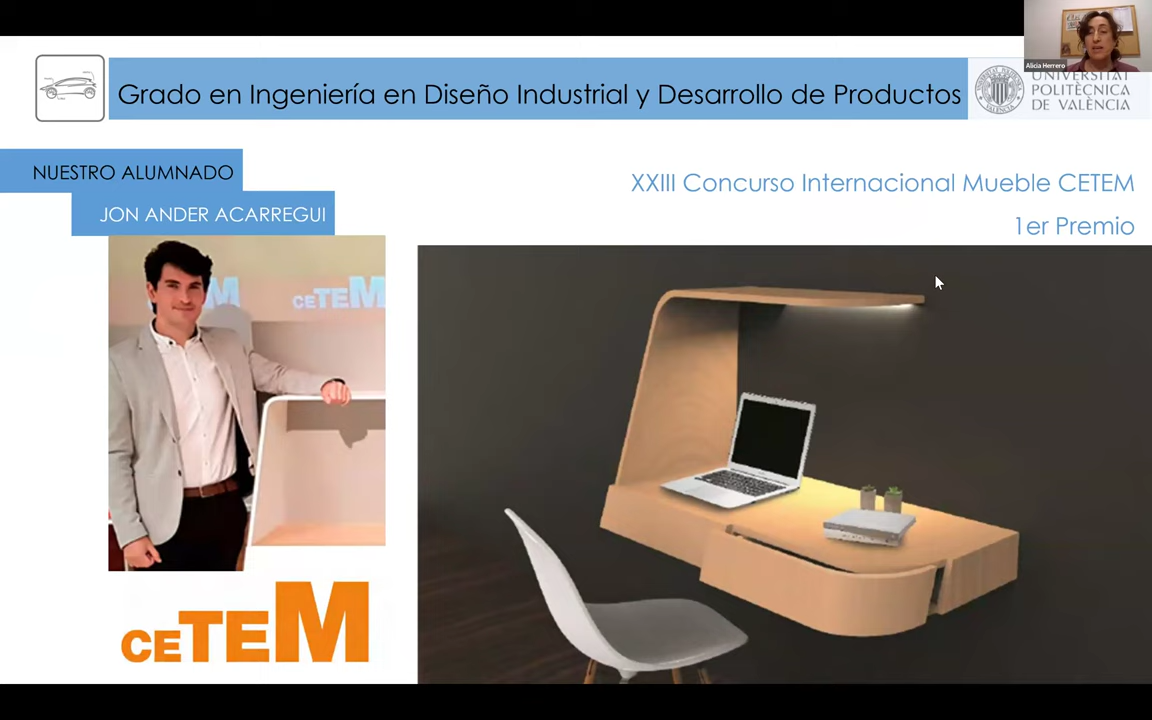 Alicia Herrero
Grado en Ingeniería en Diseño Industrial y Desarrollo de Productos
UNIVERSITAT
POLITÈCNICA
DE VALÈNCIA
NUESTRO ALUMNADO
JON ANDER ACARREGUI
XXIII Concurso Internacional Mueble CETEM
1er Premio
CETEM
CETEM